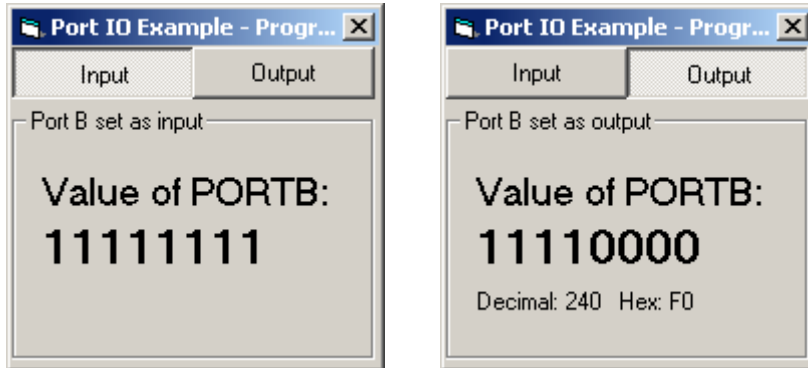 Port IO Example - Progr...
Input Output
Port B set as input
Value of PORTB:
11111111
Port IO Example - Progr...
Input Output
Port B set as output
Value of PORTB:
11110000
Decimal: 240 Hex: F0